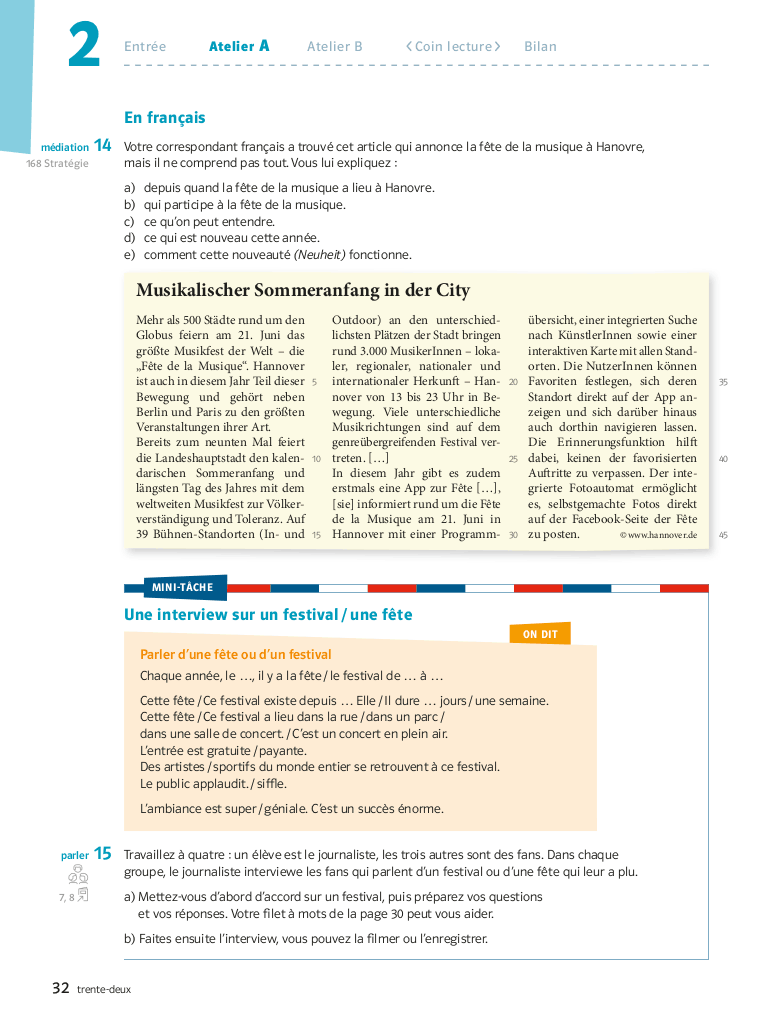 2
Entrée Atelier A Atelier B < Coin lecture > Bilan
En français
médiation 14 Votre correspondant français a trouvé cet article qui annonce la fête de la musique à Hanovre,
168 Stratégie mais il ne comprend pas tout. Vous lui expliquez :
a) depuis quand la fête de la musique a lieu à Hanovre.
b) qui participe à la fête de la musique.
c) ce qu'on peut entendre.
d) ce qui est nouveau cette année.
e) comment cette nouveauté (Neuheit) fonctionne.
Musikalischer Sommeranfang in der City
Mehr als 500 Städte rund um den
Globus feiern am 21. Juni das
größte Musikfest der Welt – die
„Fête de la Musique“. Hannover
ist auch in diesem Jahr Teil dieser 5
Bewegung und gehört neben
Berlin und Paris zu den größten
Veranstaltungen ihrer Art.
Bereits zum neunten Mal feiert
die Landeshauptstadt den kalen- 10
darischen Sommeranfang und
längsten Tag des Jahres mit dem
weltweiten Musikfest zur Völker-
verständigung und Toleranz. Auf
39 Bühnen-Standorten (In- und 15
Outdoor) an den unterschied-
lichsten Plätzen der Stadt bringen
rund 3.000 MusikerInnen – loka-
ler, regionaler, nationaler und
internationaler Herkunft – Han- 20
nover von 13 bis 23 Uhr in Be-
wegung. Viele unterschiedliche
Musikrichtungen sind auf dem
genreübergreifenden Festival ver-
treten. [...] 25
In diesem Jahr gibt es zudem
erstmals eine App zur Fête [...],
[sie] informiert rund um die Fête
de la Musique am 21. Juni in
Hannover mit einer Programm- 30
übersicht, einer integrierten Suche
nach KünstlerInnen sowie einer
interaktiven Karte mit allen Stand-
orten. Die NutzerInnen können
Favoriten festlegen, sich deren 35
Standort direkt auf der App an-
zeigen und sich darüber hinaus
auch dorthin navigieren lassen.
Die Erinnerungsfunktion hilft
dabei, keinen der favorisierten 40
Auftritte zu verpassen. Der inte-
grierte Fotoautomat ermöglicht
es, selbstgemachte Fotos direkt
auf der Facebook-Seite der Fête
zu posten. © www.hannover.de 45
MINI-TÂCHE
Une interview sur un festival / une fête
ON DIT
Parler d'une fête ou d'un festival
Chaque année, le ..., il y a la fête / le festival de ... à ...
Cette fête / Ce festival existe depuis ... Elle / Il dure ... jours / une semaine.
Cette fête / Ce festival a lieu dans la rue / dans un parc /
dans une salle de concert. / C'est un concert en plein air.
L'entrée est gratuite / payante.
Des artistes / sportifs du monde entier se retrouvent à ce festival.
Le public applaudit. / siffle.
L'ambiance est super / géniale. C'est un succès énorme.
parler 15 Travaillez à quatre : un élève est le journaliste, les trois autres sont des fans. Dans chaque
groupe, le journaliste interviewe les fans qui parlent d'un festival ou d'une fête qui leur a plu.
7, 8 a) Mettez-vous d'abord d'accord sur un festival, puis préparez vos questions
et vos réponses. Votre filet à mots de la page 30 peut vous aider.
b) Faites ensuite l'interview, vous pouvez la filmer ou l'enregistrer.
32 trente-deux